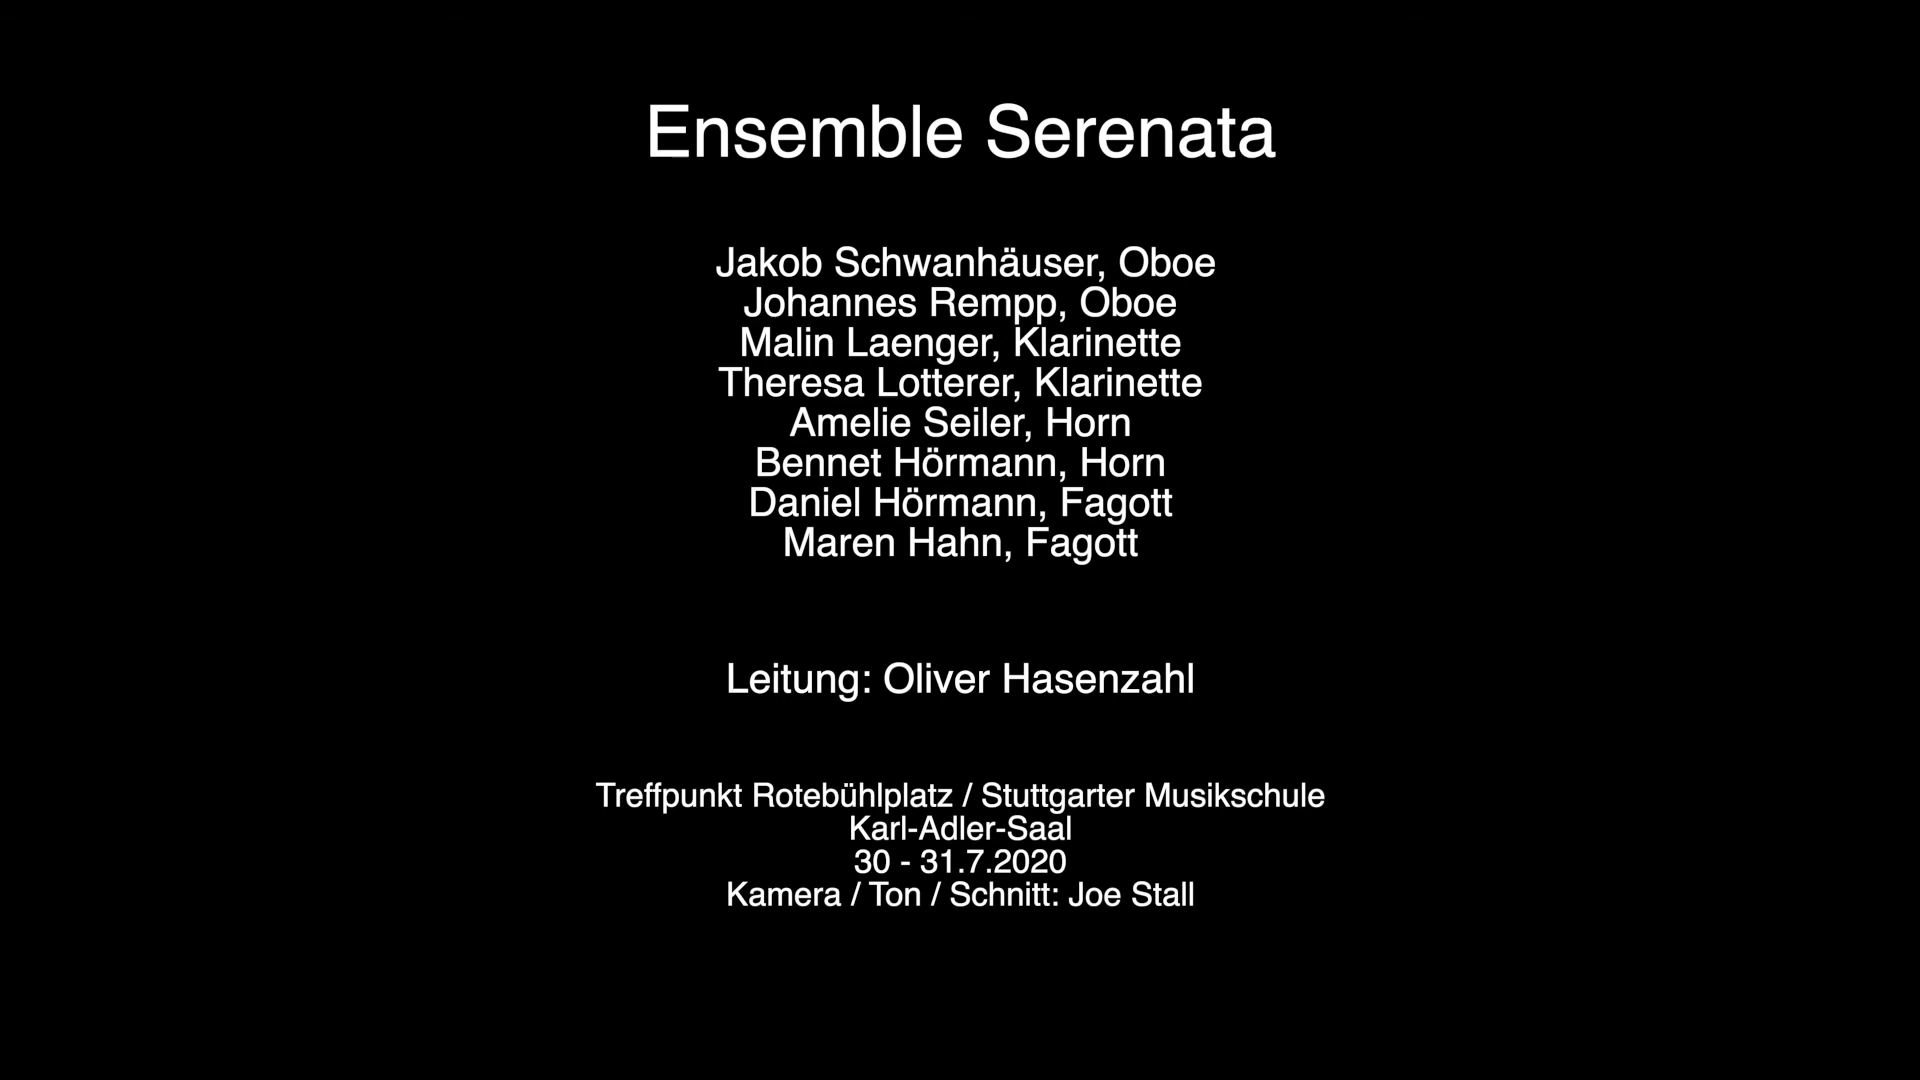 Ensemble Serenata
Jakob Schwanhäuser, Oboe
Johannes Rempp, Oboe
Malin Laenger, Klarinette
Theresa Lotterer, Klarinette
Amelie Seiler, Horn
Bennet Hörmann, Horn
Daniel Hörmann, Fagott
Maren Hahn, Fagott
Leitung: Oliver Hasenzahl
Treffpunkt Rotebühlplatz / Stuttgarter Musikschule
Karl-Adler-Saal
30 - 31.7.2020
Kamera / Ton / Schnitt: Joe Stall